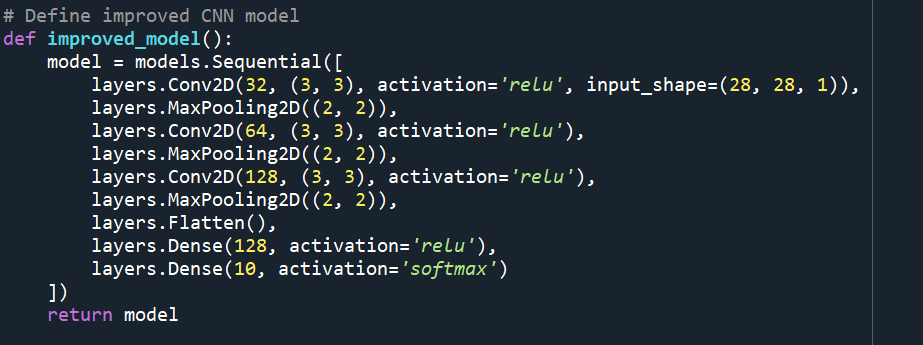 # Define improved CNN model
def improved_model():
    model = models.Sequential([
        layers.Conv2D(32, (3, 3), activation='relu', input_shape=(28, 28, 1)),
        layers.MaxPooling2D((2, 2)),
        layers.Conv2D(64, (3, 3), activation='relu'),
        layers.MaxPooling2D((2, 2)),
        layers.Conv2D(128, (3, 3), activation='relu'),
        layers.MaxPooling2D((2, 2)),
        layers.Flatten(),
        layers.Dense(128, activation='relu'),
        layers.Dense(10, activation='softmax')
    ])
    return model